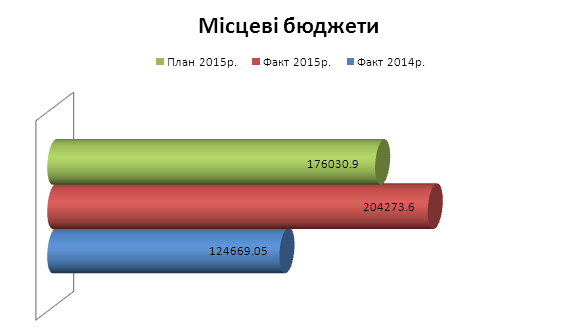 Місцеві бюджети
План 2015р. Факт 2015р. Факт 2014р.
176030.9
204273.6
124669.05